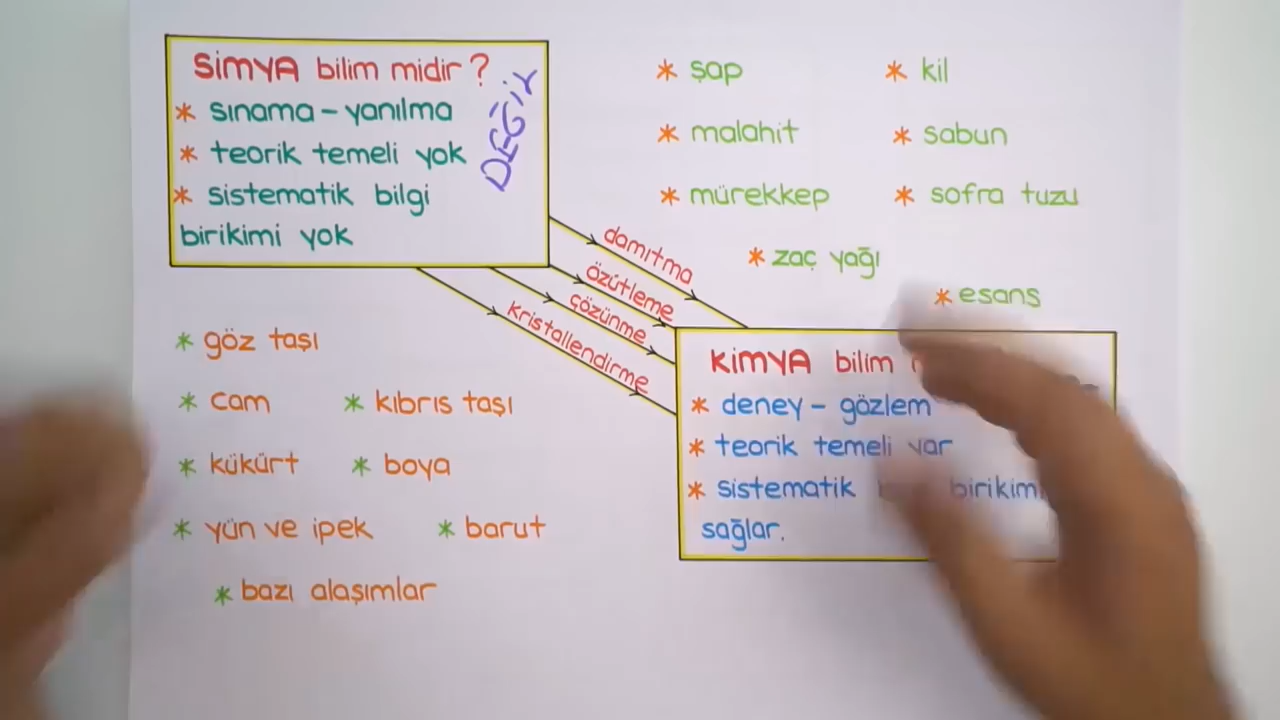 SİMYA bilim midir?
* sınama - yanılma
* teorik temeli yok
* sistematik bilgi
birikimi yok
DEĞİL
* şap
* kil
* malahit
* sabun
* mürekkep
* sofra tuzu
* zaç yağı
* esans
damıtma
özütleme
çözünme
kristallendirme
KİMYA bilim
* deney - gözlem
* teorik temeli var
* sistematik birikimi
sağlar.
* göz taşı
* cam
* kıbrıs taşı
* kükürt
* boya
* yün ve ipek
* barut
* bazı alaşımlar